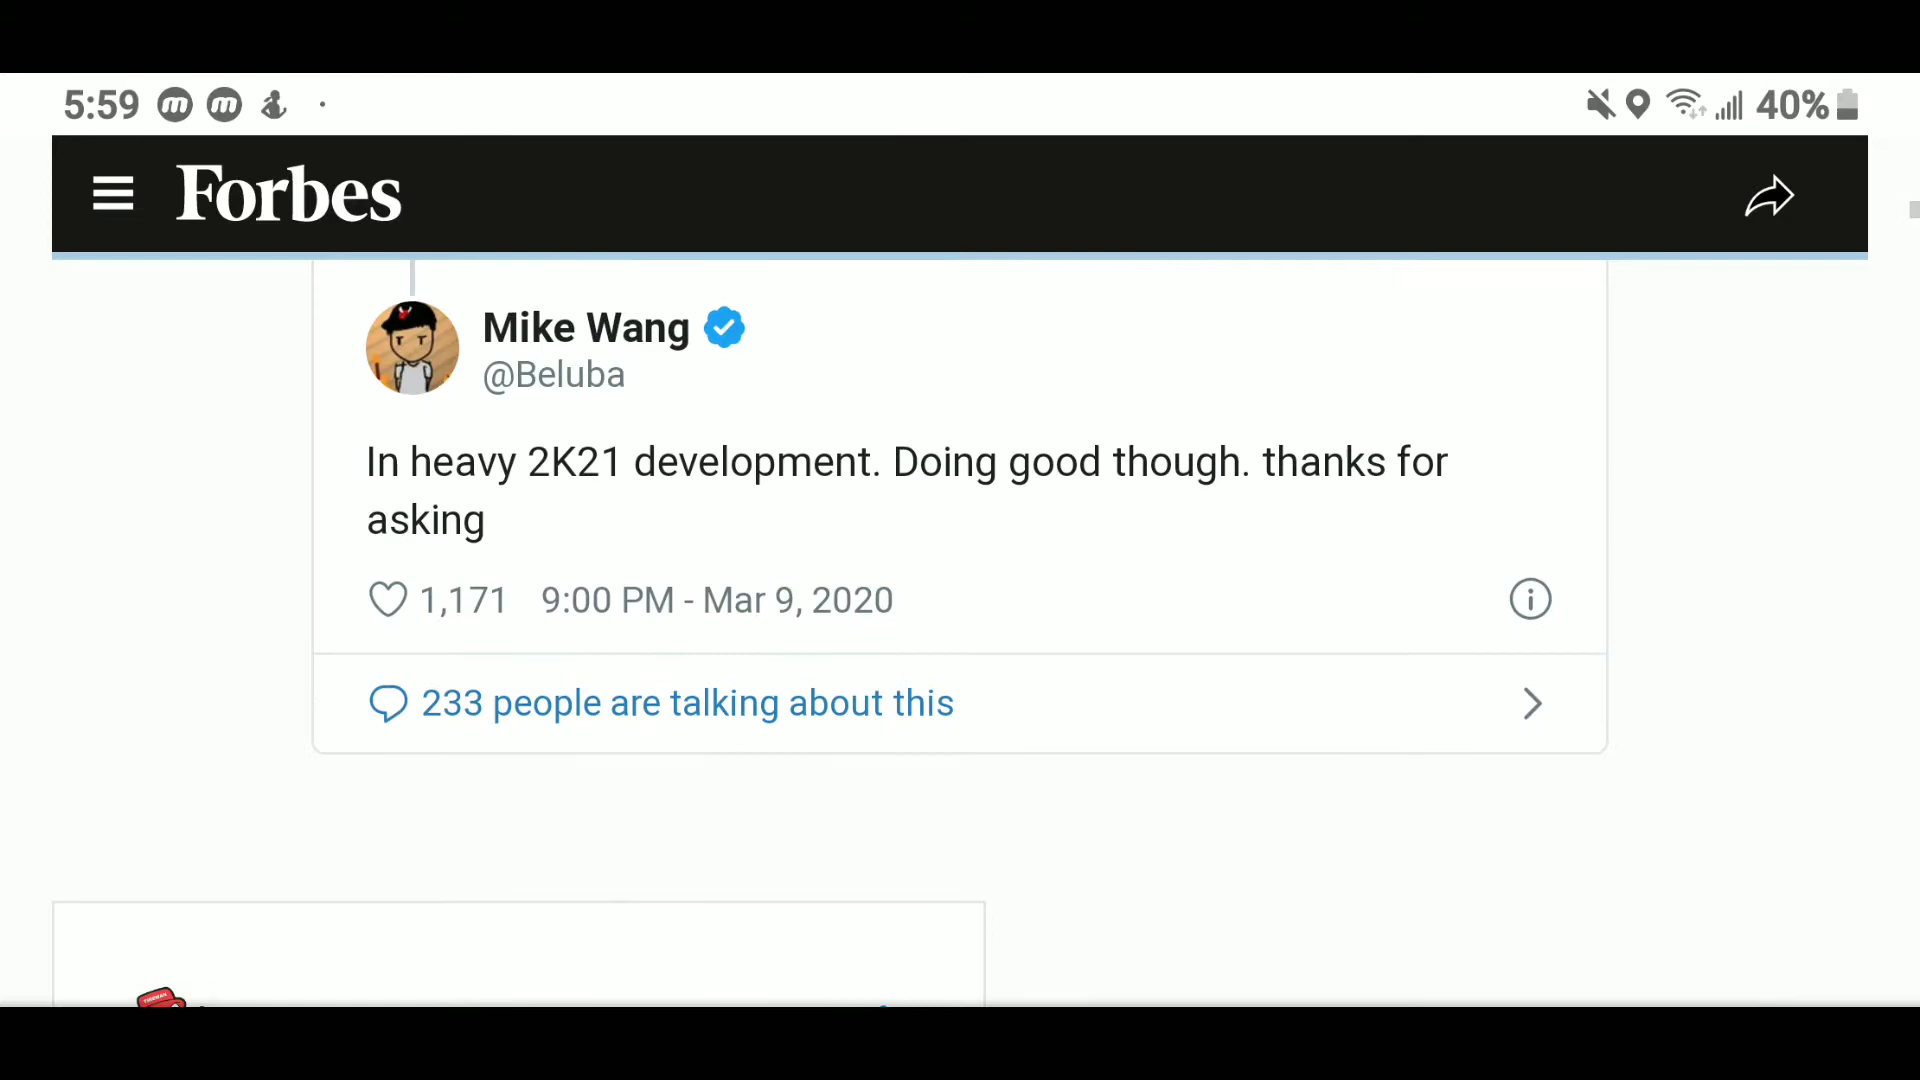 5:59
40%
Forbes
Mike Wang
@Beluba
In heavy 2K21 development. Doing good though. thanks for
asking
1,171 9:00 PM - Mar 9, 2020
233 people are talking about this